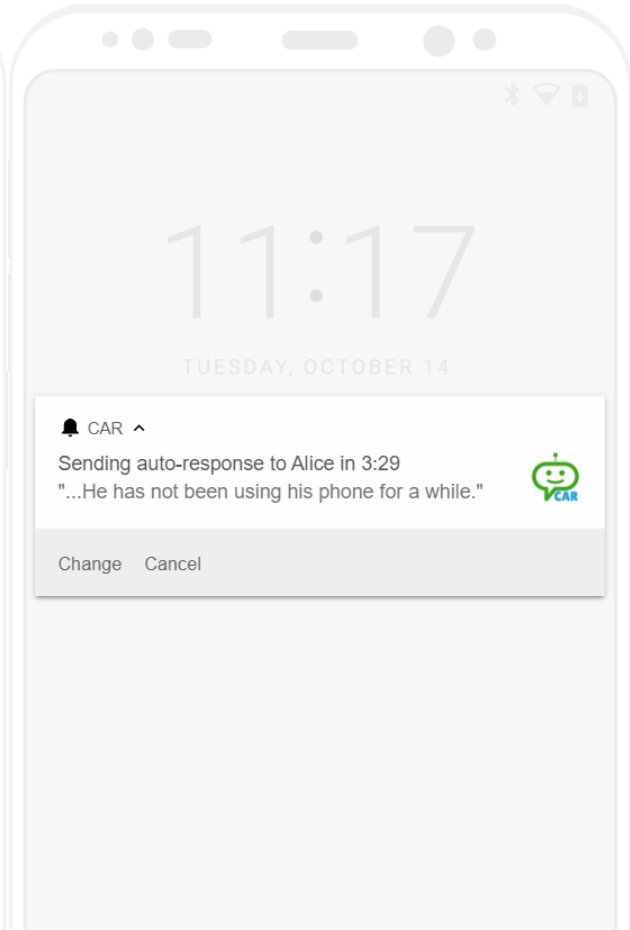 11:17
TUESDAY, OCTOBER 14
CAR
Sending auto-response to Alice in 3:29
"...He has not been using his phone for a while."
CAR
Change Cancel